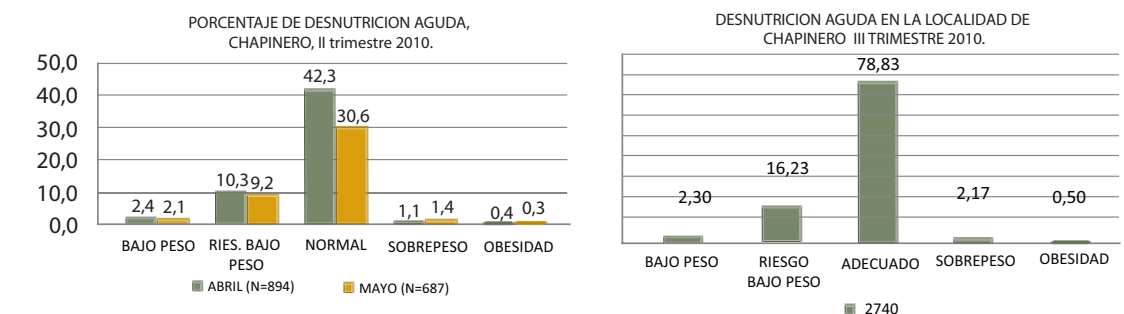 PORCENTAJE DE DESNUTRICION AGUDA,
CHAPINERO, II trimestre 2010.
50,0
40,0
30,0
20,0
10,0
0,0
2,4 2,1
10,3 9,2
42,3
30,6
1,1 1,4
0,4 0,3
BAJO PESO
RIES. BAJO
PESO
NORMAL
SOBREPESO
OBESIDAD
ABRIL (N=894)
MAYO (N=687)
DESNUTRICION AGUDA EN LA LOCALIDAD DE
CHAPINERO III TRIMESTRE 2010.
2,30
16,23
78,83
2,17
0,50
BAJO PESO
RIESGO
BAJO PESO
ADECUADO
SOBREPESO
OBESIDAD
2740